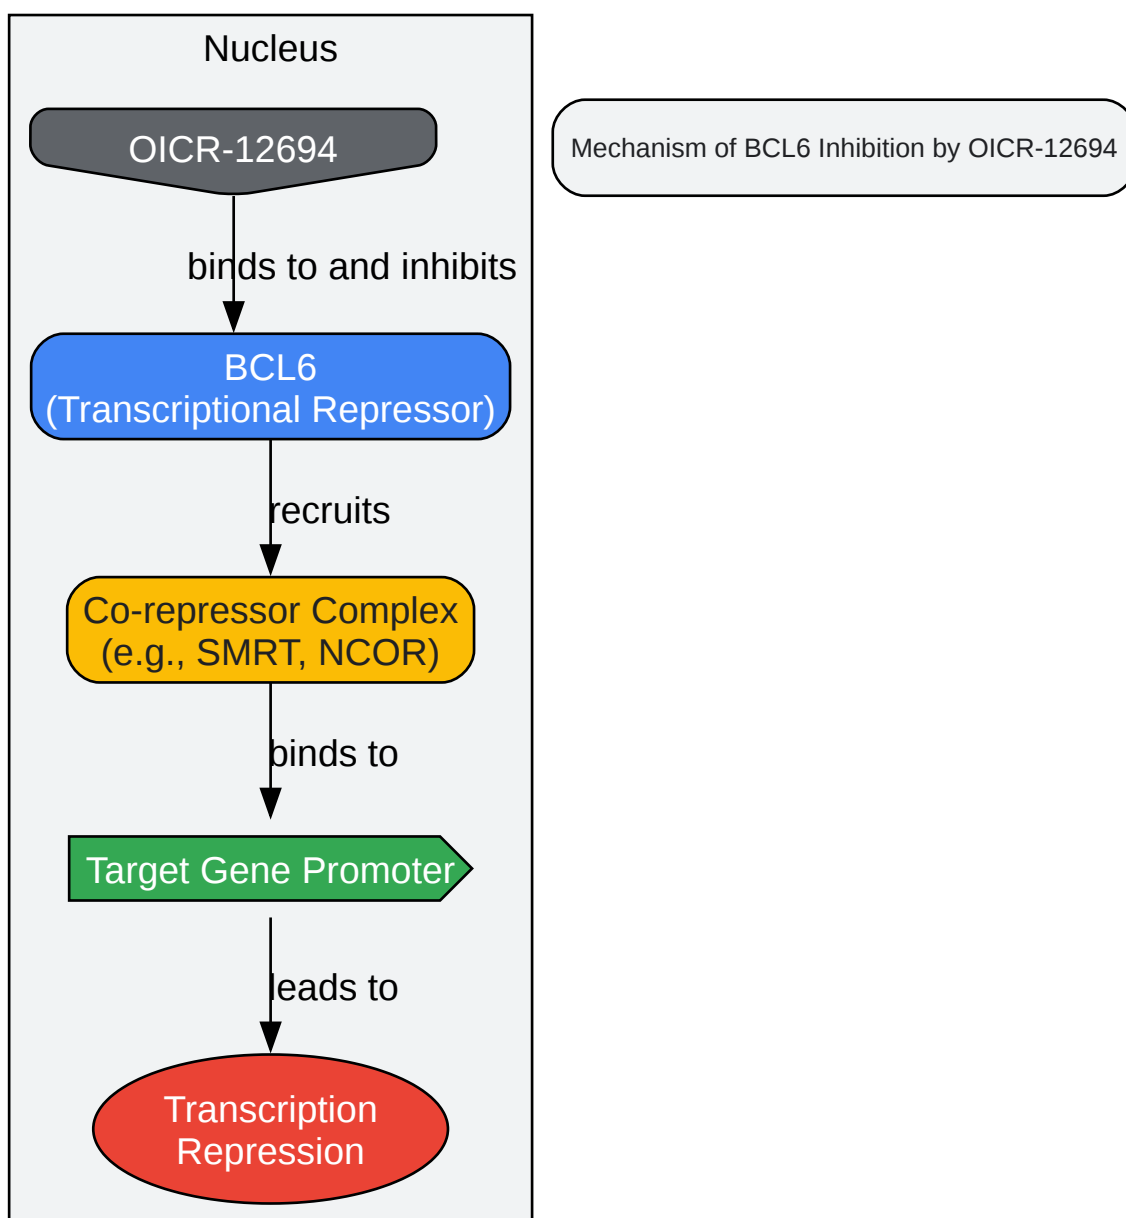 Nucleus
OICR-12694
Mechanism of BCL6 Inhibition by OICR-12694
binds to and inhibits
BCL6
(Transcriptional Repressor)
recruits
Co-repressor Complex
(e.g., SMRT, NCOR)
binds to
Target Gene Promoter
leads to
Transcription
Repression